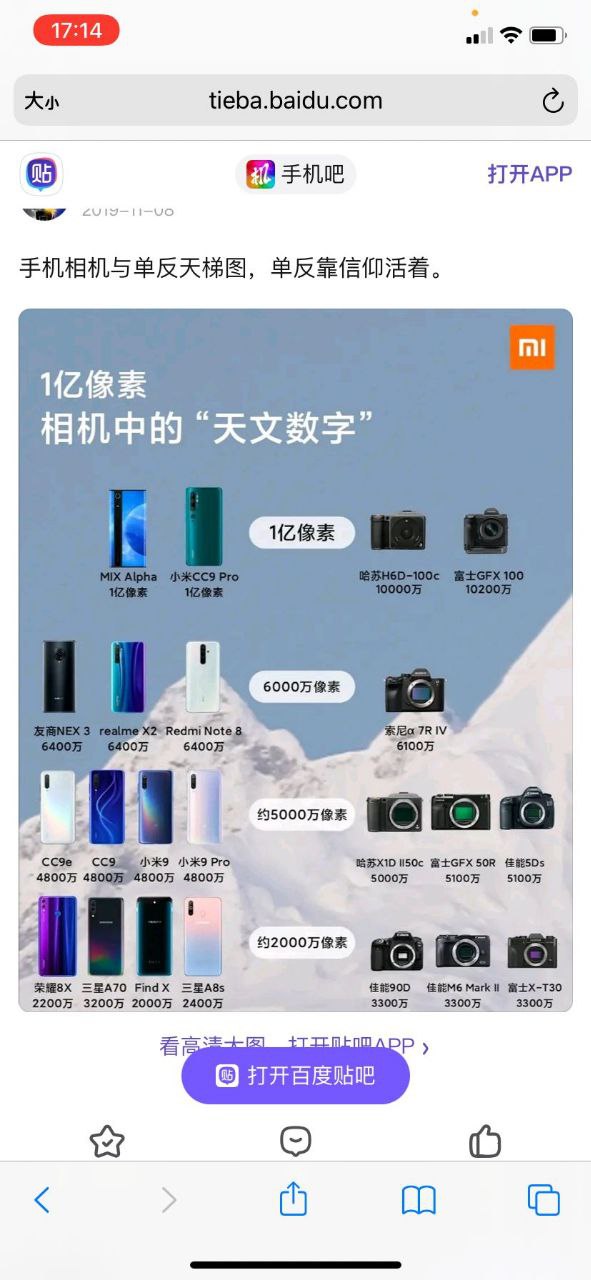 17:14
大小
tieba.baidu.com
贴
机 手机吧
打开APP
2019-11-08
手机相机与单反天梯图，单反靠信仰活着。
mi
1亿像素
相机中的“天文数字”
1亿像素
MIX Alpha 小米CC9 Pro 哈苏H6D-100c 富士GFX 100
1亿像素 1亿像素 10000万 10200万
6000万像素
友商NEX 3 realme X2 Redmi Note 8 索尼α 7R IV
6400万 6400万 6400万 6100万
约5000万像素
CC9e CC9 小米9 小米9 Pro 哈苏X1D II50c 富士GFX 50R 佳能5Ds
4800万 4800万 4800万 4800万 5000万 5100万 5100万
约2000万像素
荣耀8X 三星A70 Find X 三星A8s 佳能90D 佳能M6 Mark II 富士X-T30
2200万 3200万 2000万 2400万 3300万 3300万 3300万
看高清大图，打开贴吧APP ›
贴 打开百度贴吧